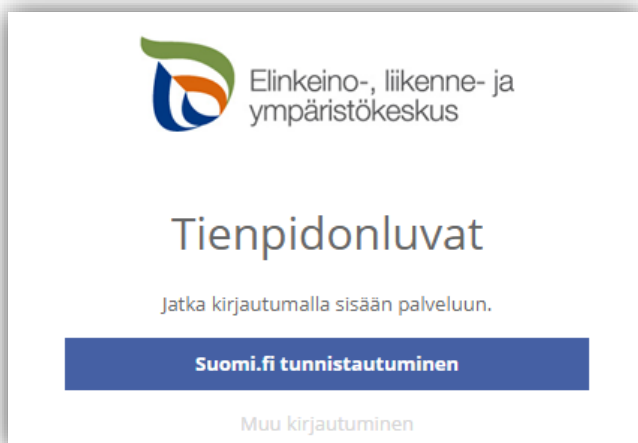 Elinkeino-, liikenne- ja
ympäristökeskus
Tienpidonluvat
Jatka kirjautumalla sisään palveluun.
Suomi.fi tunnistautuminen
Muu kirjautuminen